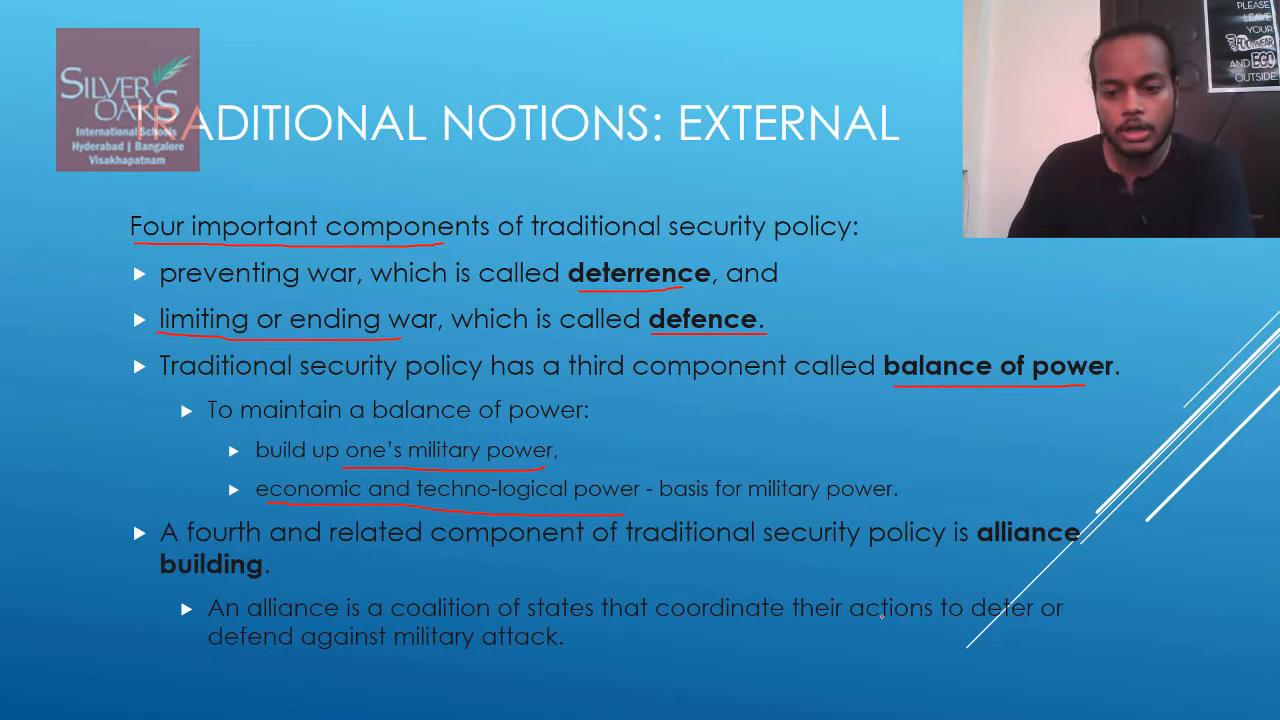 SILVER
OAKS
International Schools
Hyderabad | Bangalore
Visakhapatnam
TRADITIONAL NOTIONS: EXTERNAL
PLEASE
LEAVE
YOUR
FOOTWEAR
AND EGO
OUTSIDE.
Four important components of traditional security policy:
preventing war, which is called deterrence, and
limiting or ending war, which is called defence.
Traditional security policy has a third component called balance of power.
To maintain a balance of power:
build up one’s military power,
economic and techno-logical power - basis for military power.
A fourth and related component of traditional security policy is alliance
building.
An alliance is a coalition of states that coordinate their actions to deter or
defend against military attack.